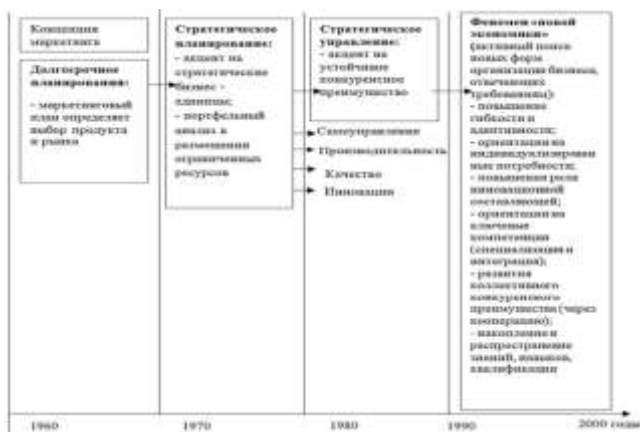 Концепция
маркетинга
Долгосрочное
планирование:
- маркетинговый
план определяет
выбор продукта
и рынка
Стратегическое
планирование:
- акцент на
стратегические
бизнес -
единицы;
- портфельный
анализ и
размещении
ограниченных
ресурсов
Стратегическое
управление:
- акцент на
устойчивое
конкурентное
преимущество
Самоуправление
Производительность
Качество
Инновации
Феномен «новой
экономики»
(активный поиск
новых форм
организации бизнеса,
отвечающих
требованиям):
- повышение
гибкости и
адаптивности;
- ориентация на
индивидуализирован
ные потребности;
- повышения роли
инновационной
составляющей;
- ориентации на
ключевые
компетенции
(специализация и
интеграция);
- развития
коллективного
конкурентного
преимущества (через
кооперацию);
- накопление и
распространение
знаний, навыков,
квалификации
1960
1970
1980
1990
2000 годы